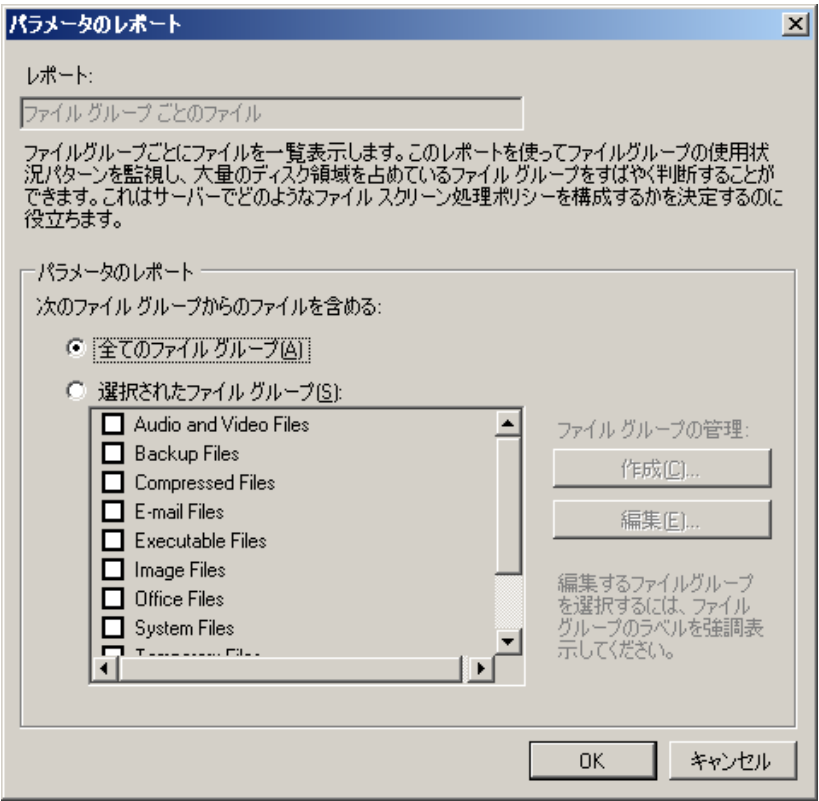 パラメータのレポート
レポート:
ファイル グループ ごとのファイル
ファイルグループごとにファイルを一覧表示します。このレポートを使ってファイルグループの使用状
況パターンを監視し、大量のディスク領域を占めているファイル グループをすばやく判断することが
できます。これはサーバーでどのようなファイル スクリーン処理ポリシーを構成するかを決定するのに
役立ちます。
パラメータのレポート
次のファイル グループからのファイルを含める:
全てのファイル グループ(A)
選択されたファイル グループ(S):
Audio and Video Files
Backup Files
Compressed Files
E-mail Files
Executable Files
Image Files
Office Files
System Files
Temporary Files
ファイル グループの管理:
作成(C)...
編集(E)...
編集するファイルグループ
を選択するには、ファイル
グループのラベルを強調表
示してください。
OK
キャンセル